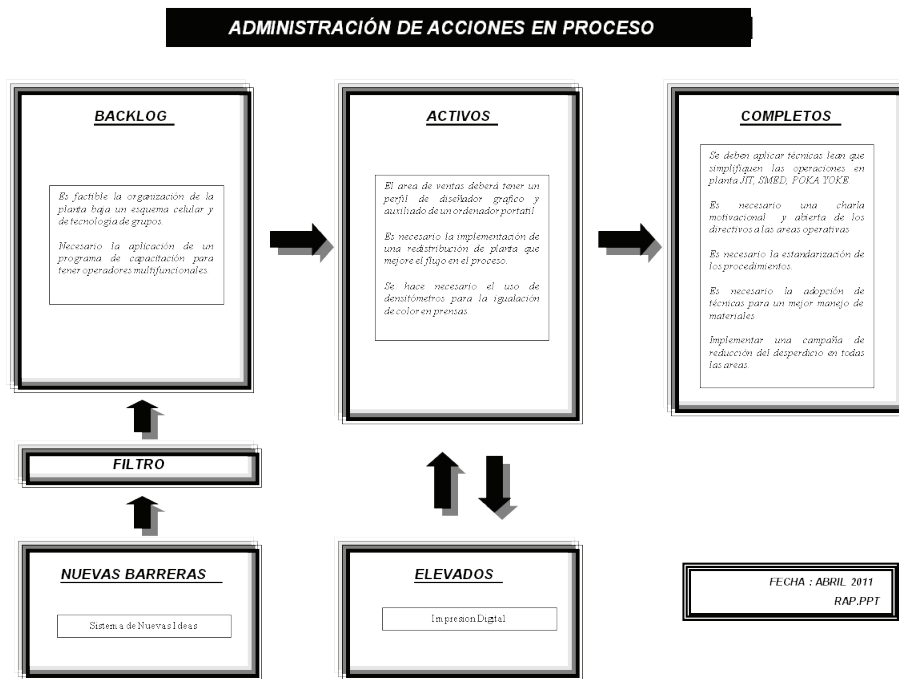 ADMINISTRACIÓN DE ACCIONES EN PROCESO
BACKLOG
Es factible la organización de la
planta baja un esquema celular y
de tecnología de grupos.
Necesario la aplicación de un
programa de capacitación para
tener operadores multifuncionales
ACTIVOS
El area de ventas deberá tener un
perfil de diseñador grafico y
auxiliado de un ordenador portatil
Es necesario la implementación de
una redistribución de planta que
mejore el flujo en el proceso.
Se hace necesario el uso de
densitómetros para la igualación
de color en prensas
COMPLETOS
Se deben aplicar técnicas lean que
simplifiquen las operaciones en
planta JIT, SMED, POKA YOKE
Es necesario una charla
motivacional y abierta de los
directivos a las areas operativas
Es necesario la estandarización de
los procedimientos.
Es necesario la adopción de
técnicas para un mejor manejo de
materiales
Implementar una campaña de
reducción del desperdicio en todas
las areas.
FILTRO
NUEVAS BARRERAS
Sistema de Nuevas Ideas
ELEVADOS
Impresion Digital
FECHA : ABRIL 2011
RAP.PPT